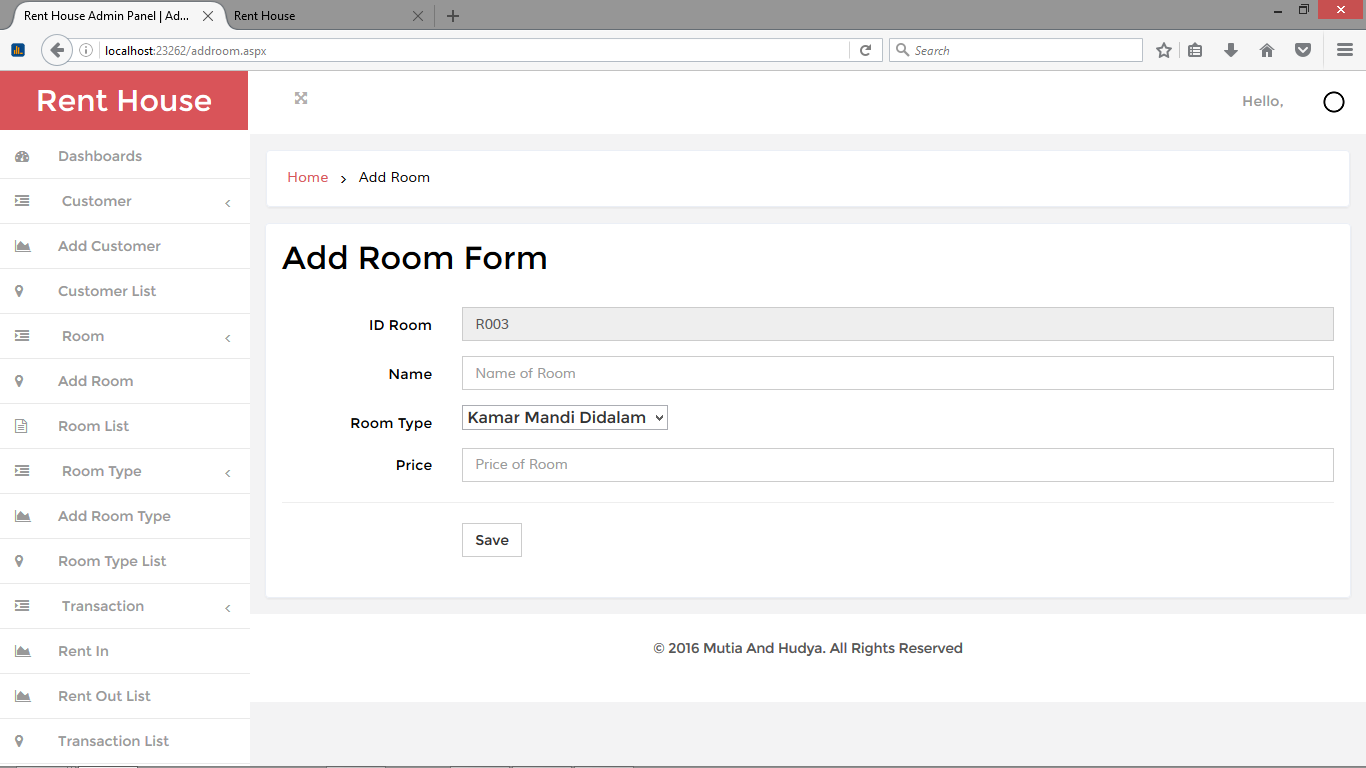 Rent House Admin Panel | Ad...
Rent House
localhost:23262/addroom.aspx
Search
Rent House
Hello,
Dashboards
Customer
Add Customer
Customer List
Room
Add Room
Room List
Room Type
Add Room Type
Room Type List
Transaction
Rent In
Rent Out List
Transaction List
Home > Add Room
Add Room Form
ID Room R003
Name Name of Room
Room Type Kamar Mandi Didalam
Price Price of Room
Save
© 2016 Mutia And Hudya. All Rights Reserved